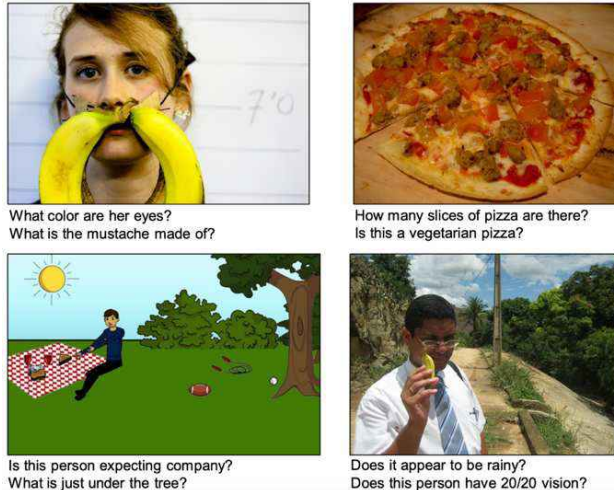 7'0
What color are her eyes?
What is the mustache made of?
How many slices of pizza are there?
Is this a vegetarian pizza?
Is this person expecting company?
What is just under the tree?
Does it appear to be rainy?
Does this person have 20/20 vision?